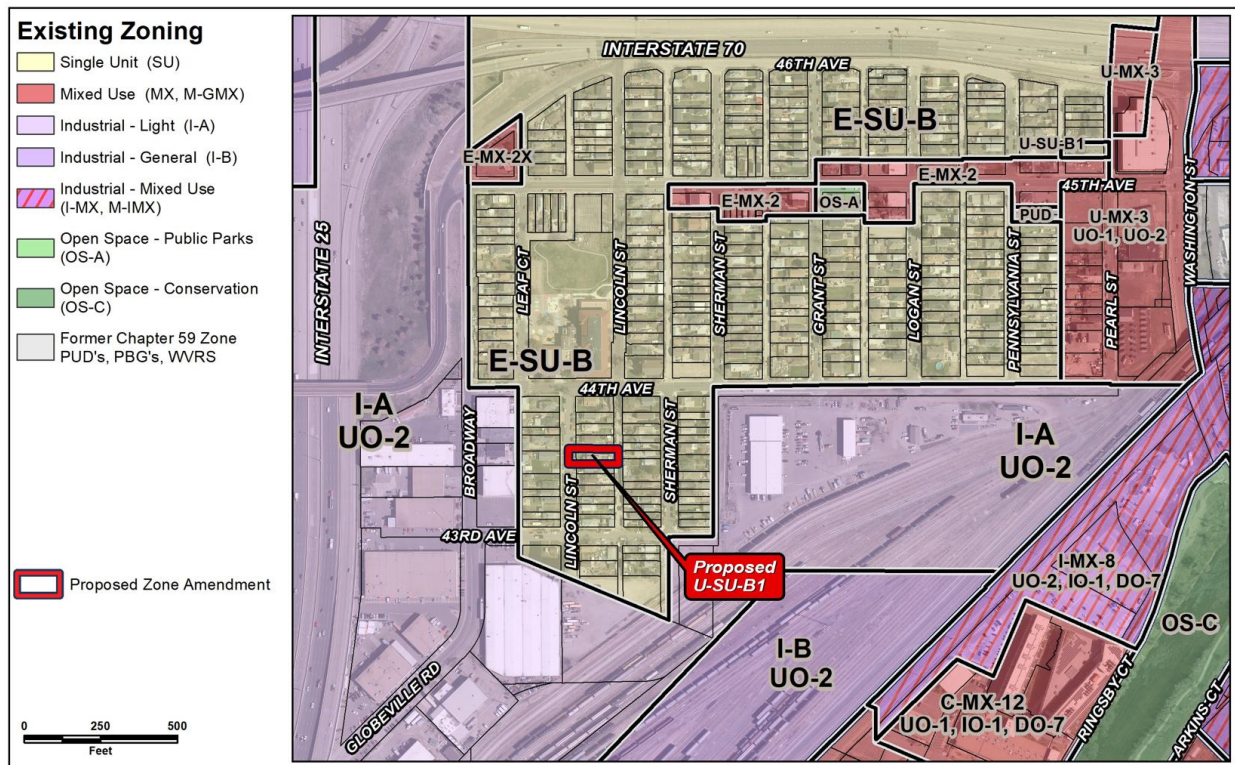 Existing Zoning
Single Unit (SU)
Mixed Use (MX, M-GMX)
Industrial - Light (I-A)
Industrial - General (I-B)
Industrial - Mixed Use
(I-MX, M-IMX)
Open Space - Public Parks
(OS-A)
Open Space - Conservation
(OS-C)
Former Chapter 59 Zone
PUD's, PBG's, WVRS
Proposed Zone Amendment
0 250 500
Feet
INTERSTATE 70
46TH AVE
U-MX-3
E-SU-B
E-MX-2X
U-SU-B1
E-MX-2
45TH AVE
E-MX-2
OS-A
PUD
U-MX-3
UO-1, UO-2
WASHINGTON ST
INTERSTATE 25
LEAF CT
LINCOLN ST
SHERMAN ST
GRANT ST
LOGAN ST
PENNSYLVANIA ST
PEARL ST
E-SU-B
44TH AVE
I-A
UO-2
BROADWAY
LINCOLN ST
SHERMAN ST
I-A
UO-2
43RD AVE
Proposed
U-SU-B1
I-MX-8
UO-2, IO-1, DO-7
OS-C
I-B
UO-2
C-MX-12
UO-1, IO-1, DO-7
GLOBEVILLE RD
RINGSBY CT
ARKINS CT